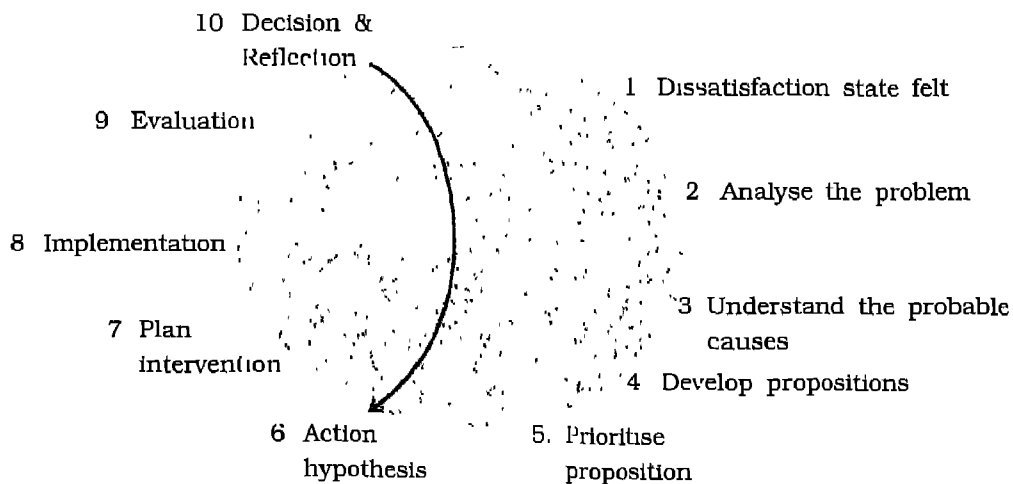 10 Decision &
Reflection
1 Dissatisfaction state felt
9 Evaluation
2 Analyse the problem
8 Implementation
3 Understand the probable
causes
7 Plan
intervention
4 Develop propositions
6 Action
hypothesis
5. Prioritise
proposition